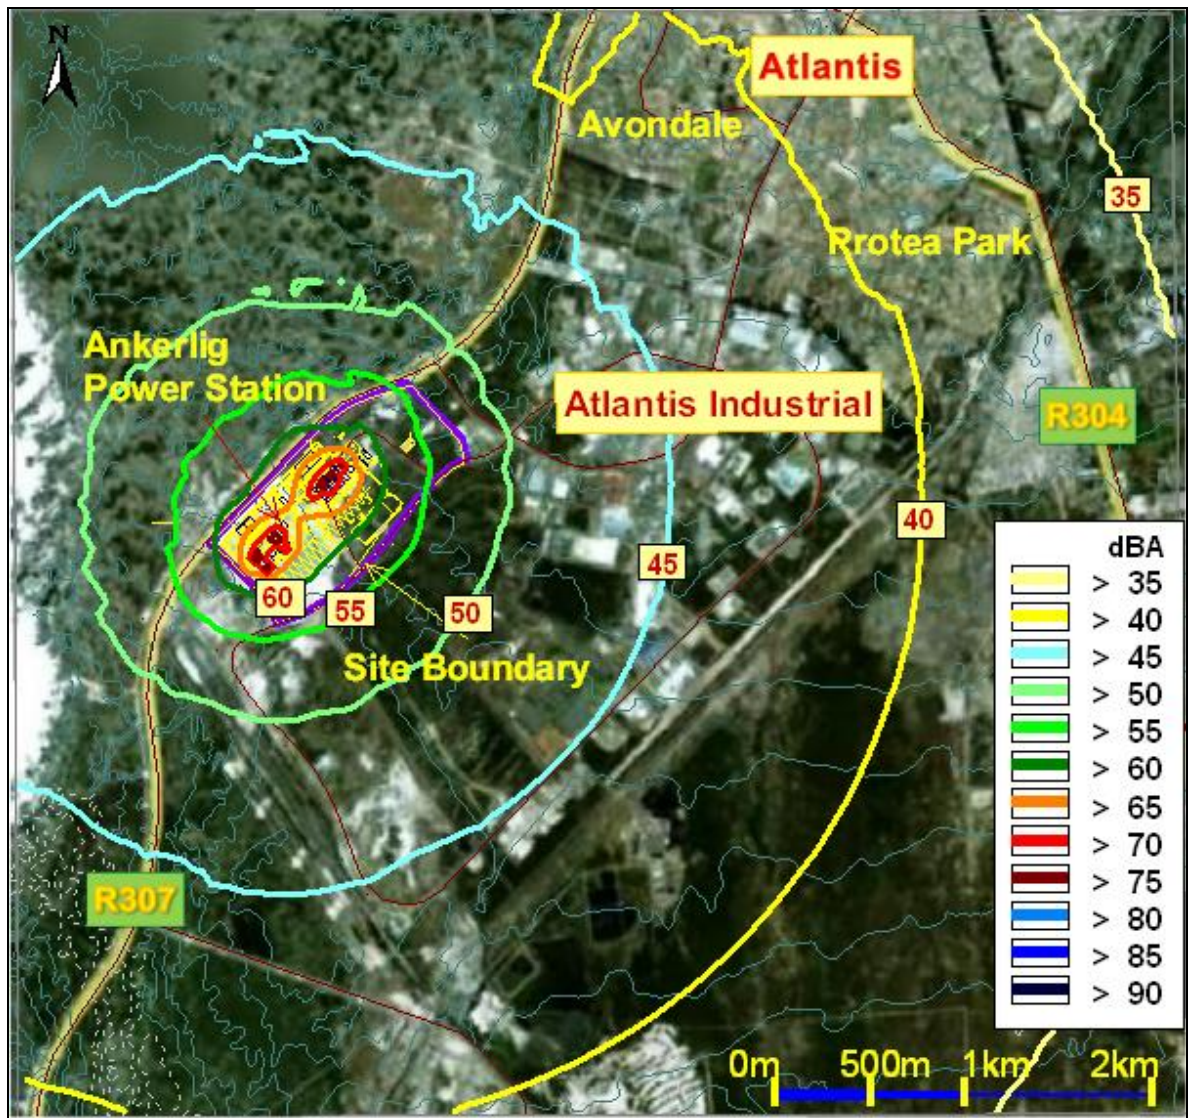 N
Atlantis
Avondale
35
Protea Park
Ankerlig
Power Station
Atlantis Industrial
R304
40
45
60
55
50
Site Boundary
R307
dBA
> 35
> 40
> 45
> 50
> 55
> 60
> 65
> 70
> 75
> 80
> 85
> 90
0m 500m 1km 2km